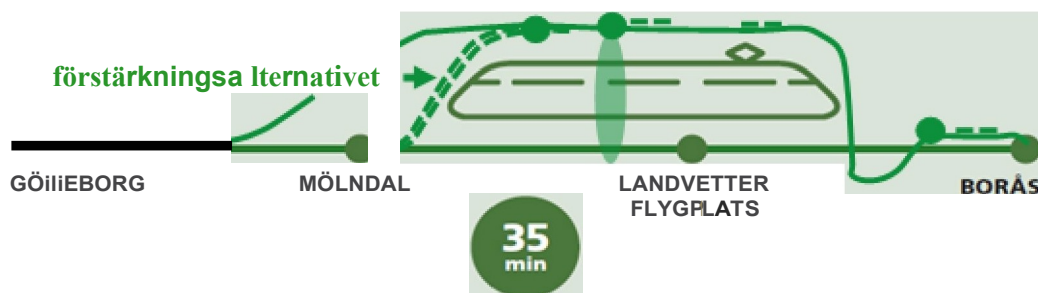 förstärkningsa lternativet
GÖiliEBORG
MÖLNDAL
LANDVETTER
FLYGPLATS
BORÅS
35
min